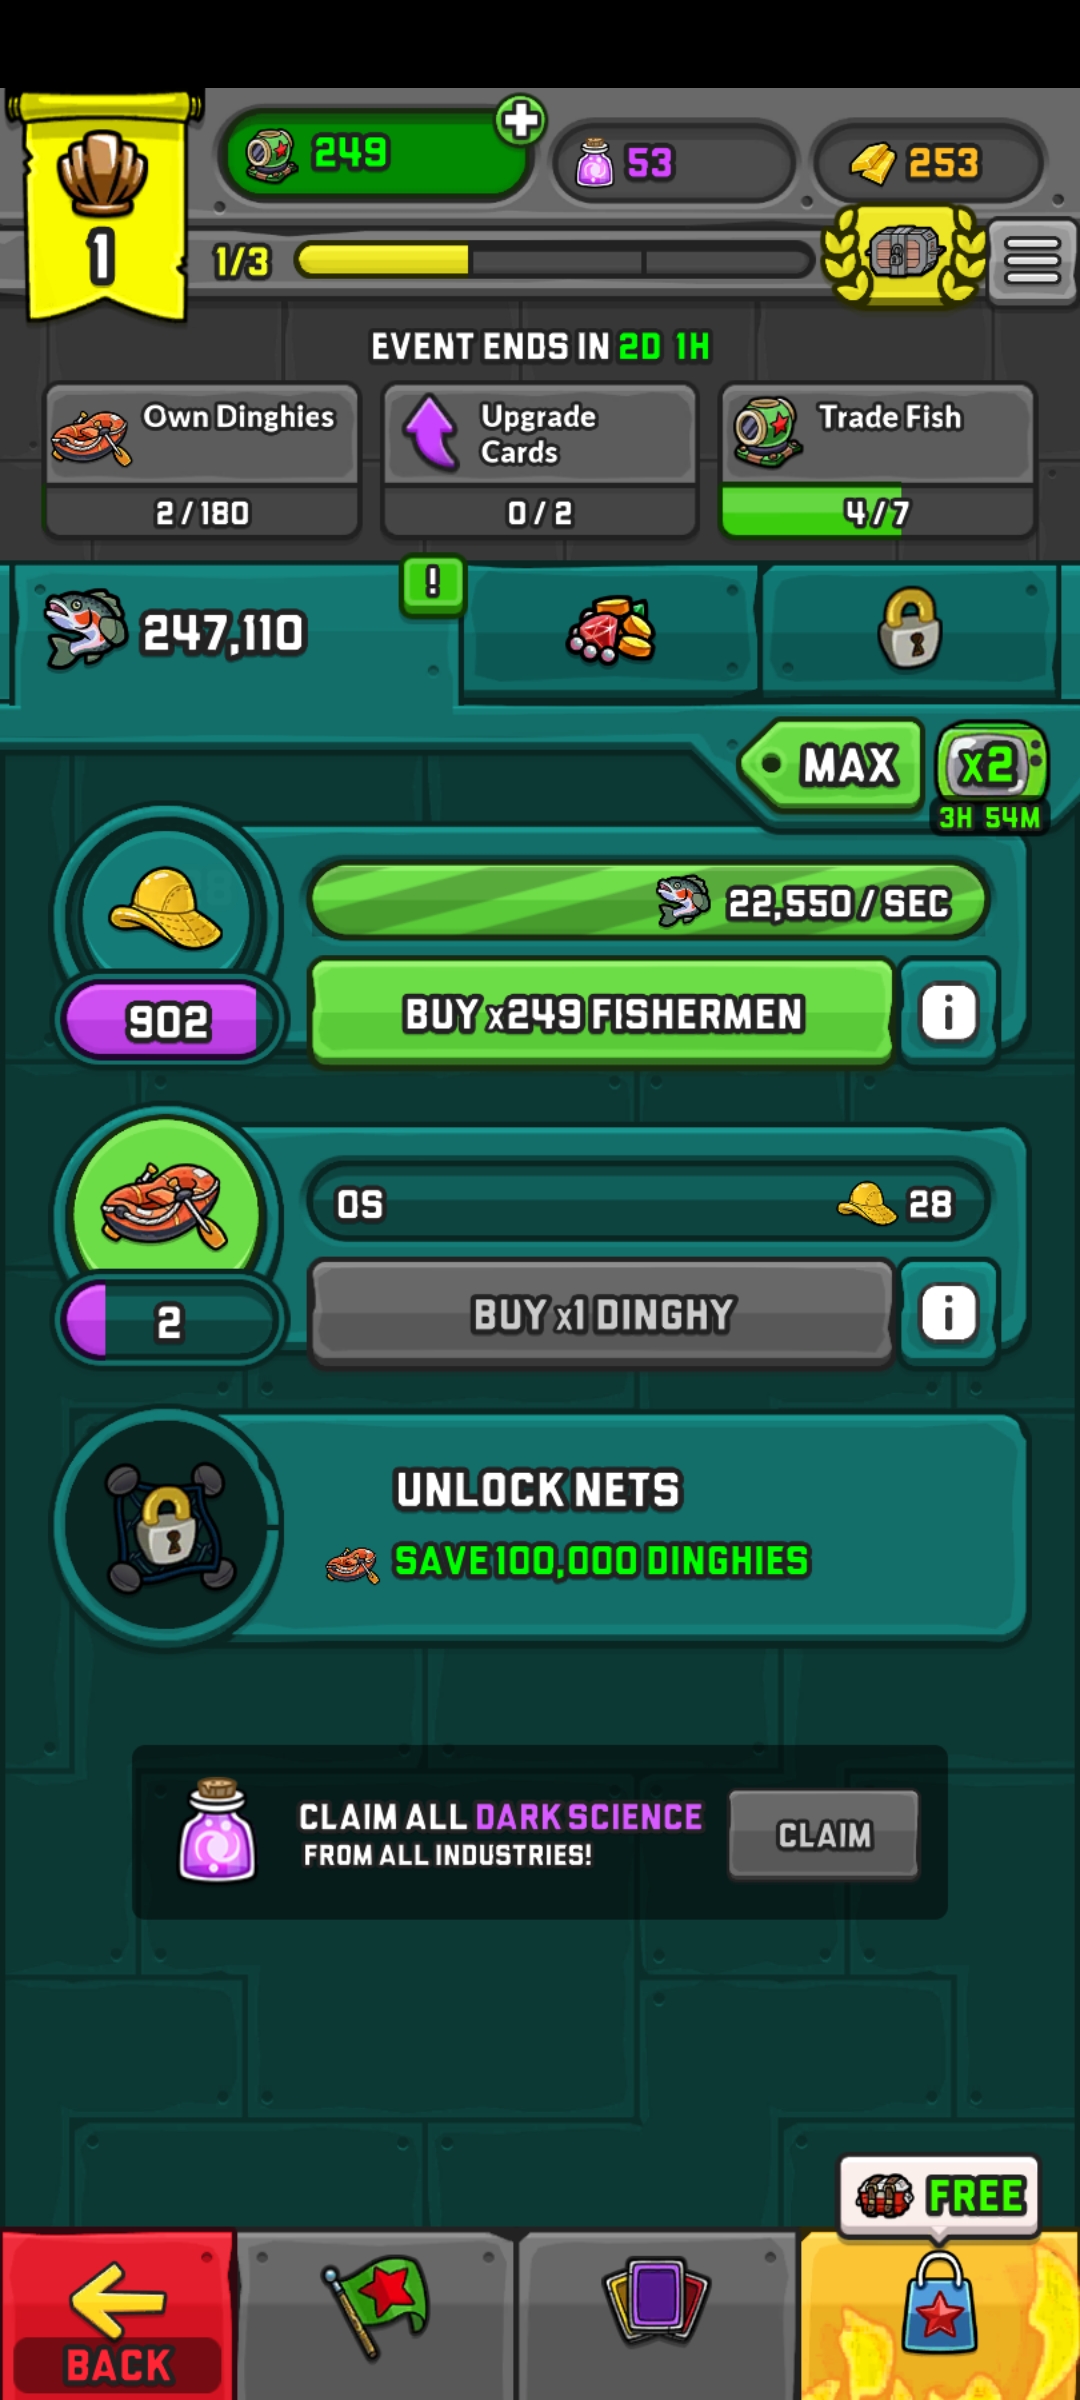 249
53
253
1
1/3
EVENT ENDS IN 2D 1H
Own Dinghies
2/180
Upgrade
Cards
0/2
Trade Fish
4/7
247,110
!
MAX
x2
3H 54M
22,550/SEC
902
BUY x249 FISHERMEN
i
0S
28
2
BUY x1 DINGHY
i
UNLOCK NETS
SAVE 100,000 DINGHIES
CLAIM ALL DARK SCIENCE
FROM ALL INDUSTRIES!
CLAIM
FREE
BACK